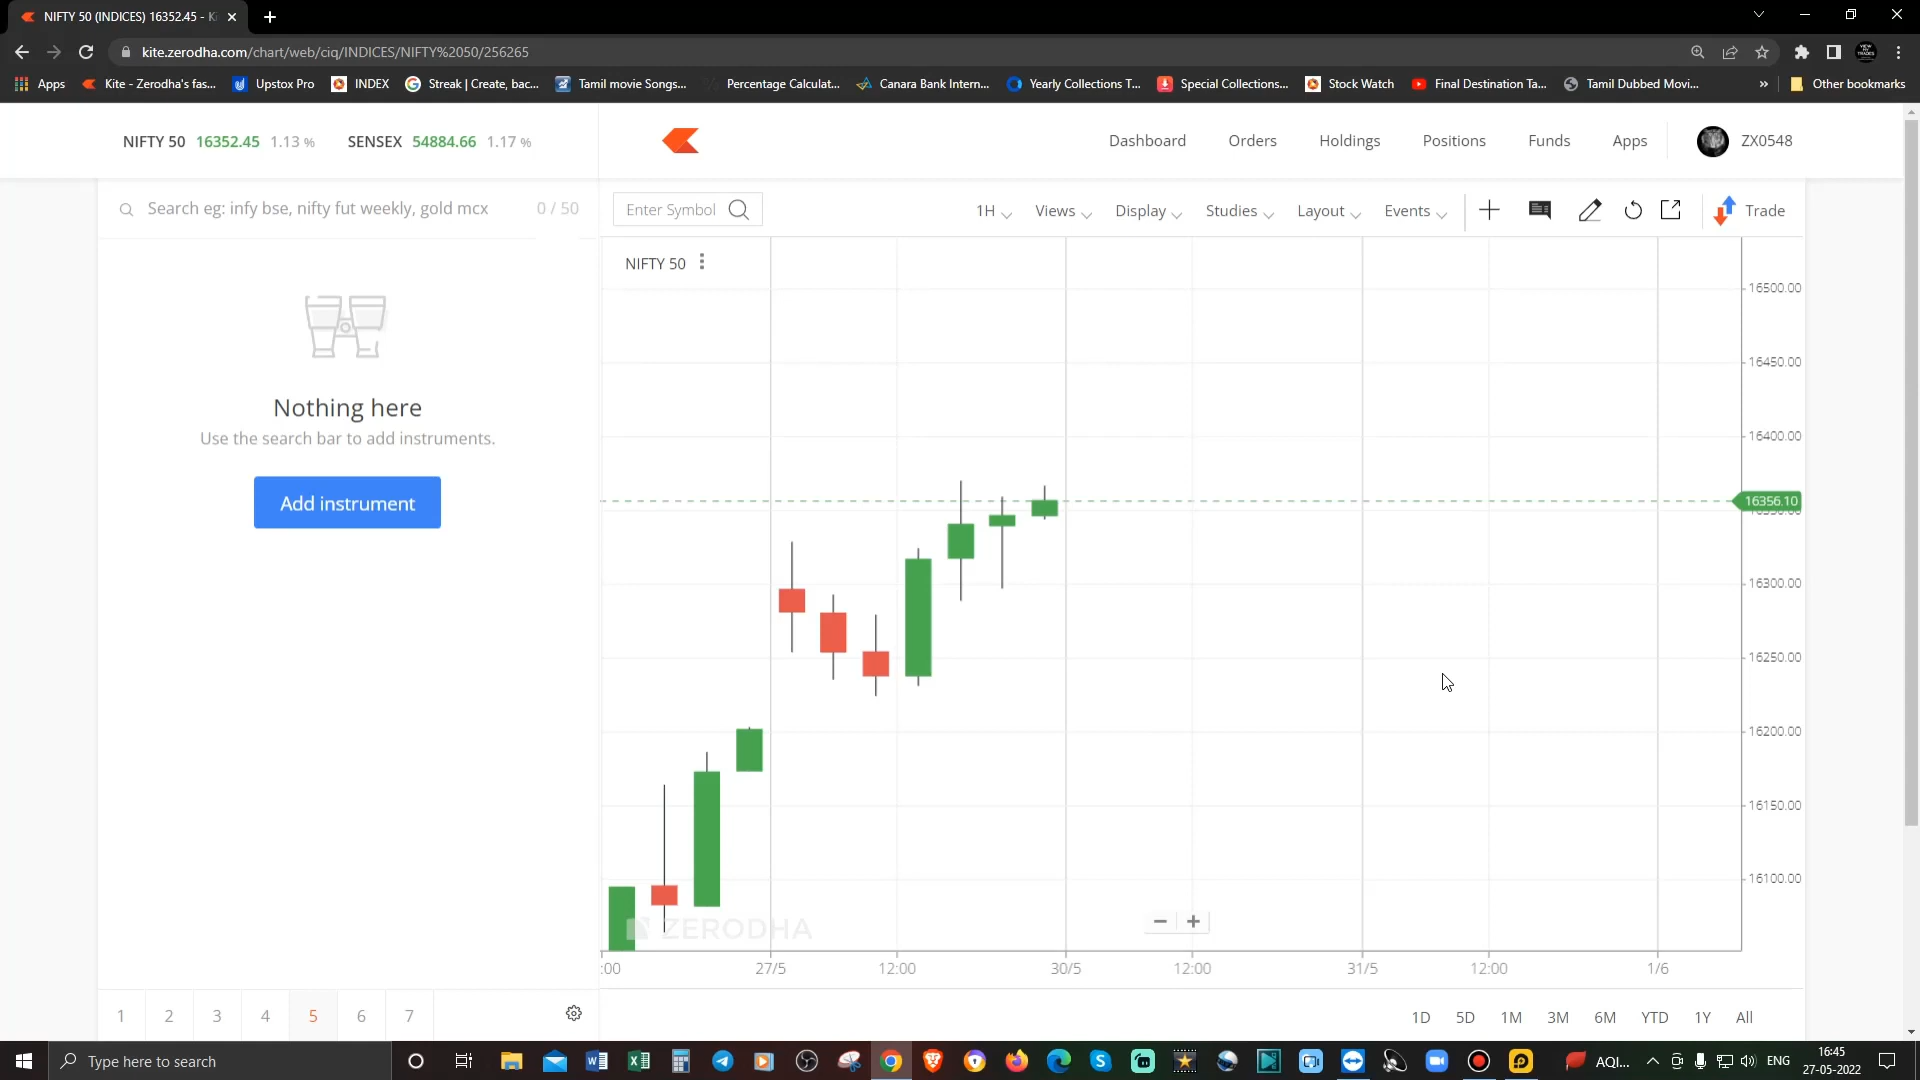 NIFTY 50 (INDICES) 16352.45 - Ki
kite.zerodha.com/chart/web/ciq/INDICES/NIFTY%2050/256265
Apps Kite - Zerodha's fas... Upstox Pro INDEX Streak | Create, bac... Tamil movie Songs... Percentage Calculat... Canara Bank Intern... Yearly Collections T... Special Collections... Stock Watch Final Destination Ta... Tamil Dubbed Movi... » Other bookmarks
NIFTY 50 16352.45 1.13 % SENSEX 54884.66 1.17 %
Dashboard Orders Holdings Positions Funds Apps ZX0548
Search eg: infy bse, nifty fut weekly, gold mcx 0 / 50
Enter Symbol 1H Views Display Studies Layout Events Trade
NIFTY 50
Nothing here
Use the search bar to add instruments.
Add instrument
16500.00
16450.00
16400.00
16356.10
16300.00
16250.00
16200.00
16150.00
16100.00
ZERODHA
:00 27/5 12:00 30/5 12:00 31/5 12:00 1/6
1 2 3 4 5 6 7
1D 5D 1M 3M 6M YTD 1Y All
Type here to search
AQI... ENG
16:45
27-05-2022